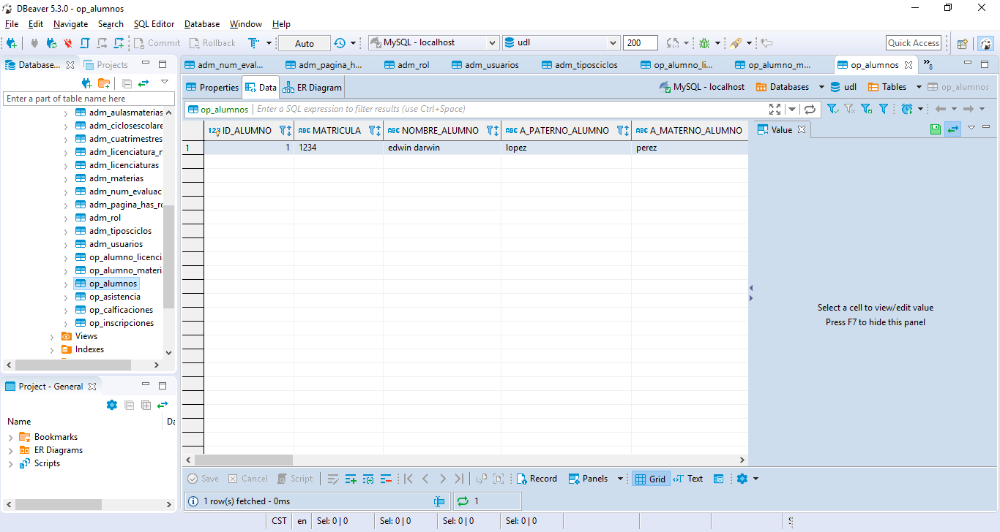 DBeaver 5.3.0 - op_alumnos
File Edit Navigate Search SQL Editor Database Window Help
Commit Rollback Auto MySQL - localhost udl 200 Quick Access
Database... Projects
adm_num_eval... adm_pagina_h... adm_rol adm_usuarios adm_tiposciclos op_alumno_li... op_alumno_m... op_alumnos »8
Properties Data ER Diagram MySQL - localhost Databases udl Tables op_alumnos
Enter a part of table name here
op_alumnos Enter a SQL expression to filter results (use Ctrl+Space)
adm_aulasmaterias
adm_ciclosescolare
adm_cuatrimestres
adm_licenciatura_r
adm_licenciaturas
adm_materias
adm_num_evaluac
adm_pagina_has_ro
adm_rol
adm_tiposciclos
adm_usuarios
op_alumno_licenci
op_alumno_materia
op_alumnos
op_asistencia
op_calficaciones
op_inscripciones
Views
Indexes
123 ID_ALUMNO ABC MATRICULA ABC NOMBRE_ALUMNO ABC A_PATERNO_ALUMNO ABC A_MATERNO_ALUMNO
1 1 1234 edwin darwin lopez perez
Value
Select a cell to view/edit value
Press F7 to hide this panel
Project - General
Name Da
Bookmarks
ER Diagrams
Scripts
Save Cancel Script Record Panels Grid Text
1 row(s) fetched - 0ms 1
CST en Sel: 0 | 0 Sel: 0 | 0 Sel: 0 | 0 Sel: 0 | 0